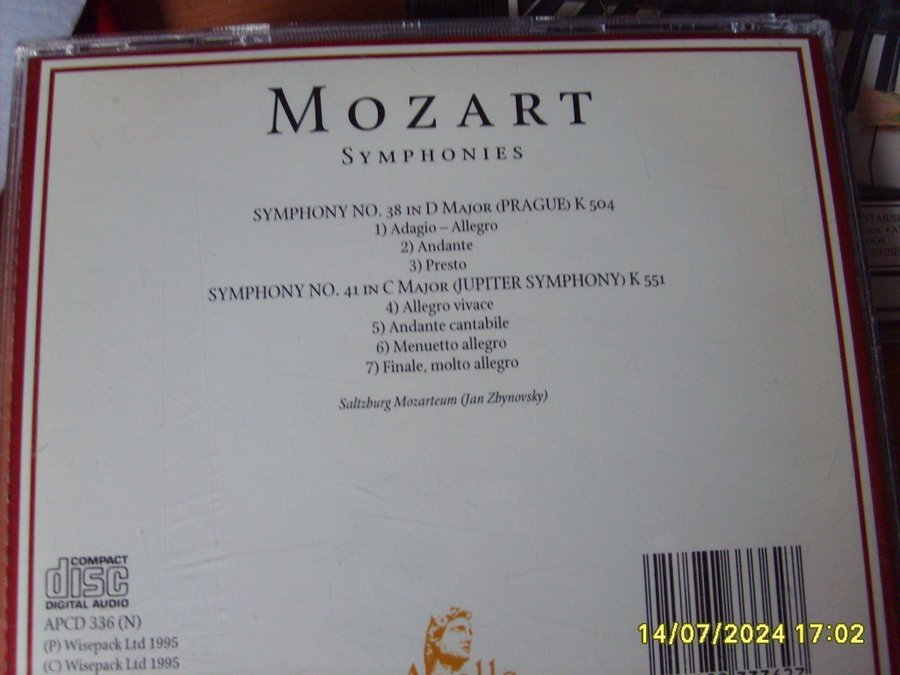 MOZART
SYMPHONIES
SYMPHONY NO. 38 IN D MAJOR (PRAGUE) K 504
1) Adagio – Allegro
2) Andante
3) Presto
SYMPHONY NO. 41 IN C MAJOR (JUPITER SYMPHONY) K 551
4) Allegro vivace
5) Andante cantabile
6) Menuetto allegro
7) Finale, molto allegro
Saltzburg Mozarteum (Jan Zbynovsky)
COMPACT
disc
DIGITAL AUDIO
APCD 336 (N)
(P) Wisepack Ltd 1995
(C) Wisepack Ltd 1995
14/07/2024 17:02